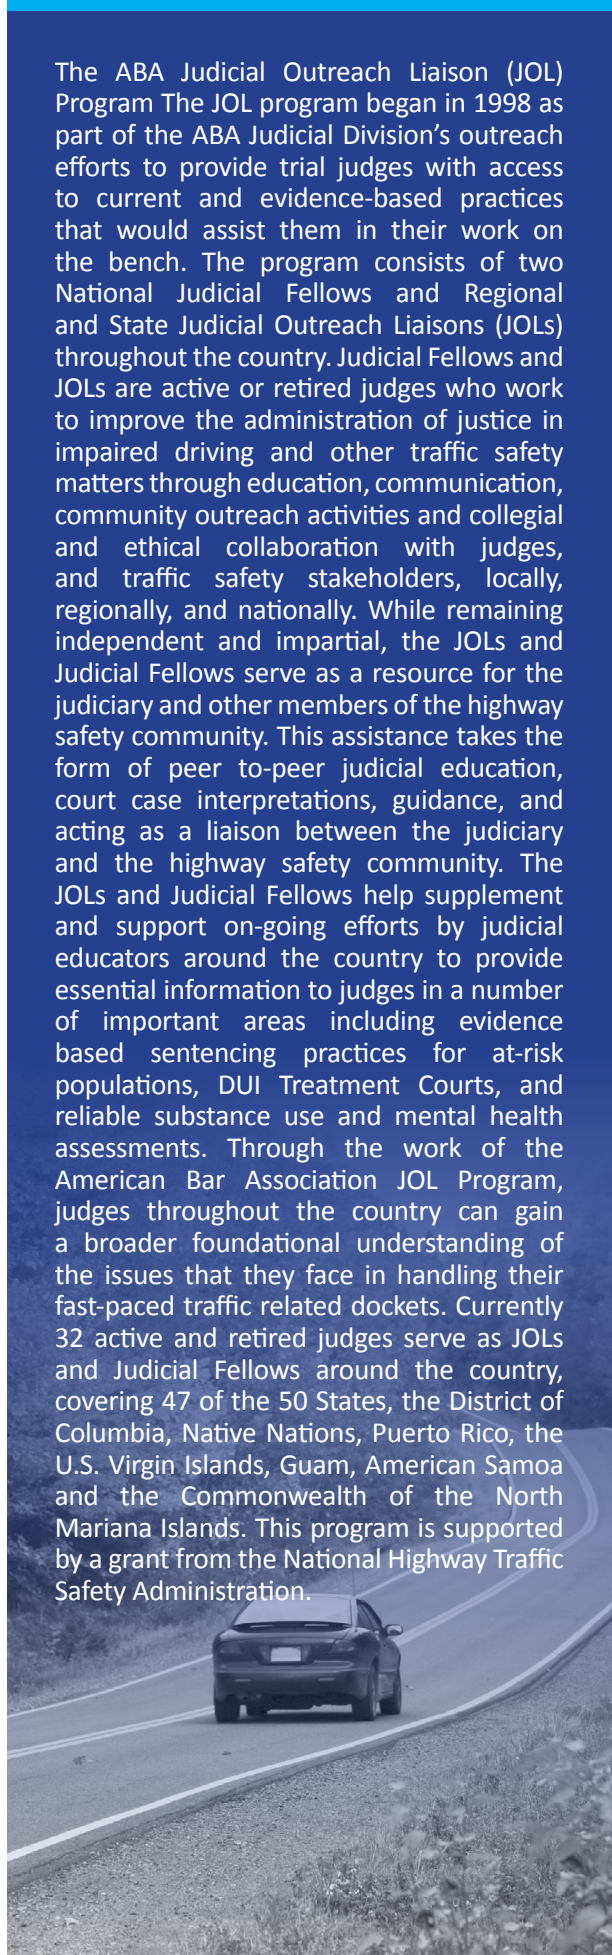 The ABA Judicial Outreach Liaison (JOL)
Program The JOL program began in 1998 as
part of the ABA Judicial Division’s outreach
efforts to provide trial judges with access
to current and evidence-based practices
that would assist them in their work on
the bench. The program consists of two
National Judicial Fellows and Regional
and State Judicial Outreach Liaisons (JOLs)
throughout the country. Judicial Fellows and
JOLs are active or retired judges who work
to improve the administration of justice in
impaired driving and other traffic safety
matters through education, communication,
community outreach activities and collegial
and ethical collaboration with judges,
and traffic safety stakeholders, locally,
regionally, and nationally. While remaining
independent and impartial, the JOLs and
Judicial Fellows serve as a resource for the
judiciary and other members of the highway
safety community. This assistance takes the
form of peer to-peer judicial education,
court case interpretations, guidance, and
acting as a liaison between the judiciary
and the highway safety community. The
JOLs and Judicial Fellows help supplement
and support on-going efforts by judicial
educators around the country to provide
essential information to judges in a number
of important areas including evidence
based sentencing practices for at-risk
populations, DUI Treatment Courts, and
reliable substance use and mental health
assessments. Through the work of the
American Bar Association JOL Program,
judges throughout the country can gain
a broader foundational understanding of
the issues that they face in handling their
fast-paced traffic related dockets. Currently
32 active and retired judges serve as JOLs
and Judicial Fellows around the country,
covering 47 of the 50 States, the District of
Columbia, Native Nations, Puerto Rico, the
U.S. Virgin Islands, Guam, American Samoa
and the Commonwealth of the North
Mariana Islands. This program is supported
by a grant from the National Highway Traffic
Safety Administration.